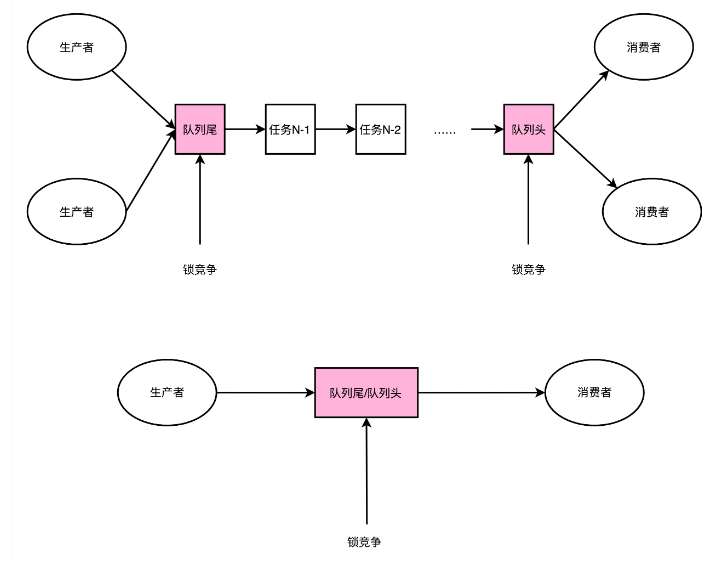 生产者
消费者
队列尾
任务N-1
任务N-2
......
队列头
生产者
消费者
锁竞争
锁竞争
生产者
队列尾/队列头
消费者
锁竞争